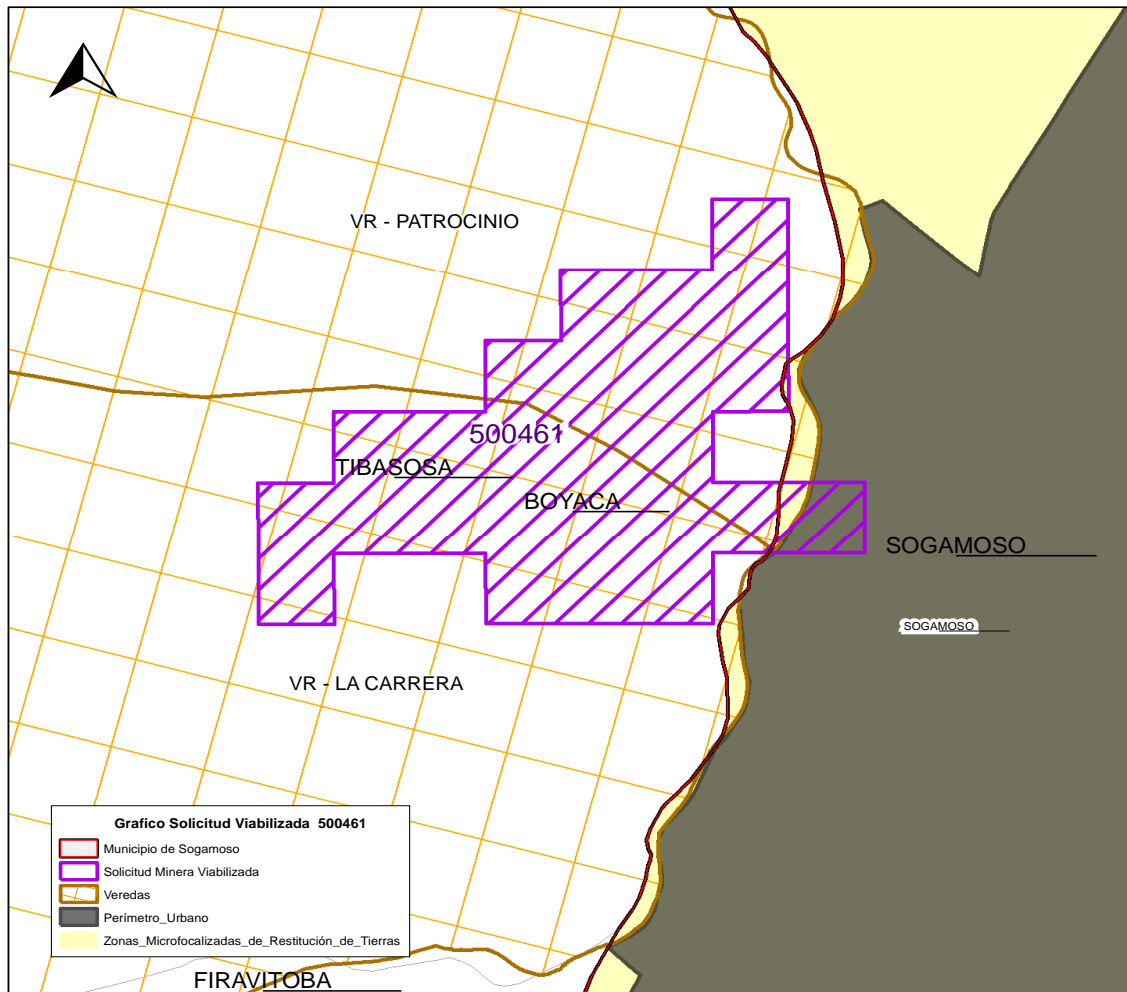 VR - PATROCINIO
500461
TIBASOSA
BOYACA
SOGAMOSO
SOGAMOSO
VR - LA CARRERA
Grafico Solicitud Viabilizada 500461
Municipio de Sogamoso
Solicitud Minera Viabilizada
Veredas
Perímetro_Urbano
Zonas_Microfocalizadas_de_Restitución_de_Tierras
FIRAVITOBA